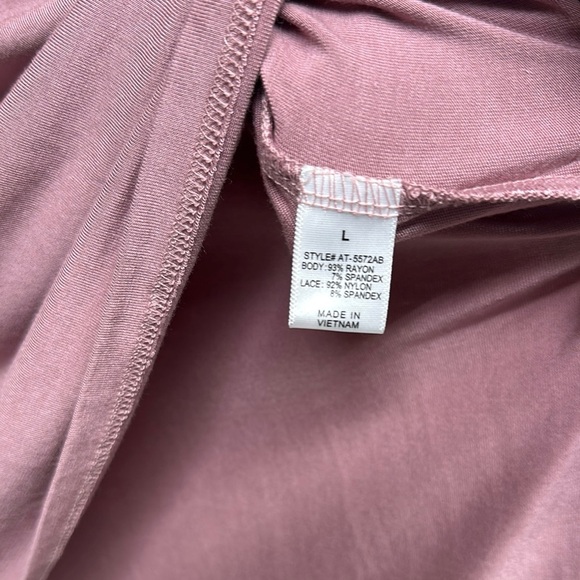 L
STYLE# AT-5572AB
BODY: 93% RAYON
7% SPANDEX
LACE: 92% NYLON
8% SPANDEX
MADE IN
VIETNAM